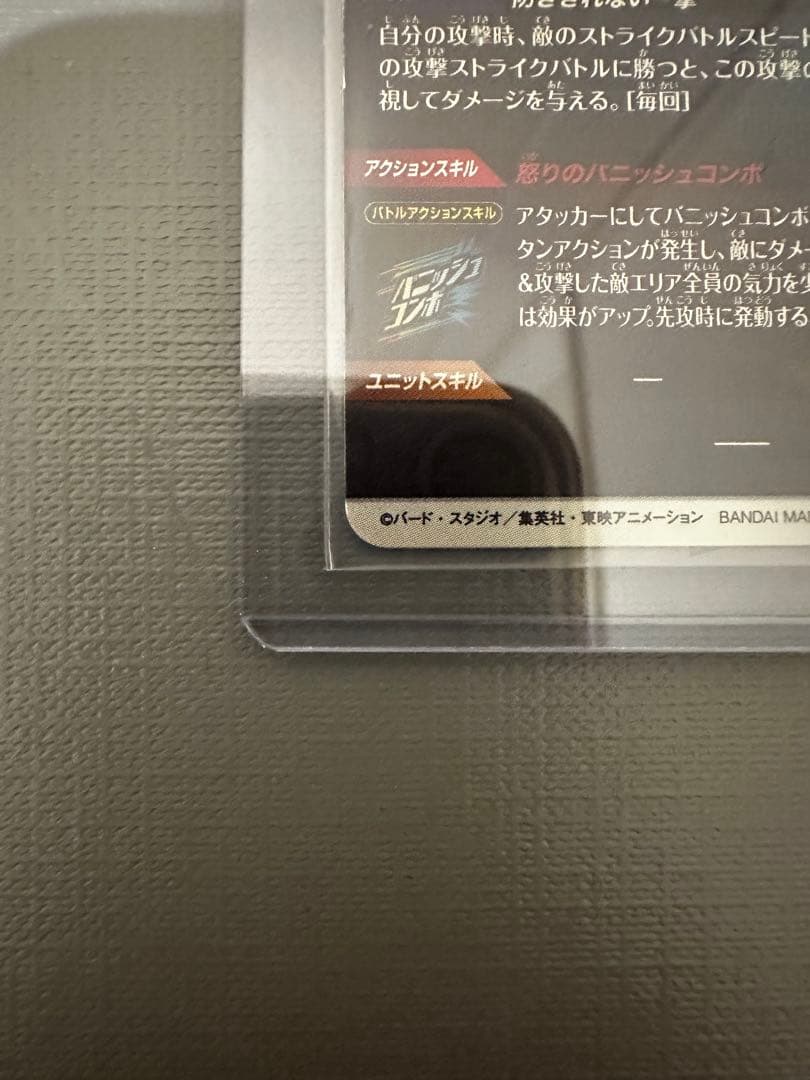 自分の攻撃時、敵のストライクバトルスピード
の攻撃ストライクバトルに勝つと、この攻撃の
視してダメージを与える。[毎回]
アクションスキル 怒りのバニッシュコンボ
バトルアクションスキル アタッカーにしてバニッシュコンボ
タンアクションが発生し、敵にダメー
バニッシュコンボ
&攻撃した敵エリア全員の気力を少
は効果がアップ。先攻時に発動する
ユニットスキル ー
©バード・スタジオ／集英社・東映アニメーション BANDAI MA